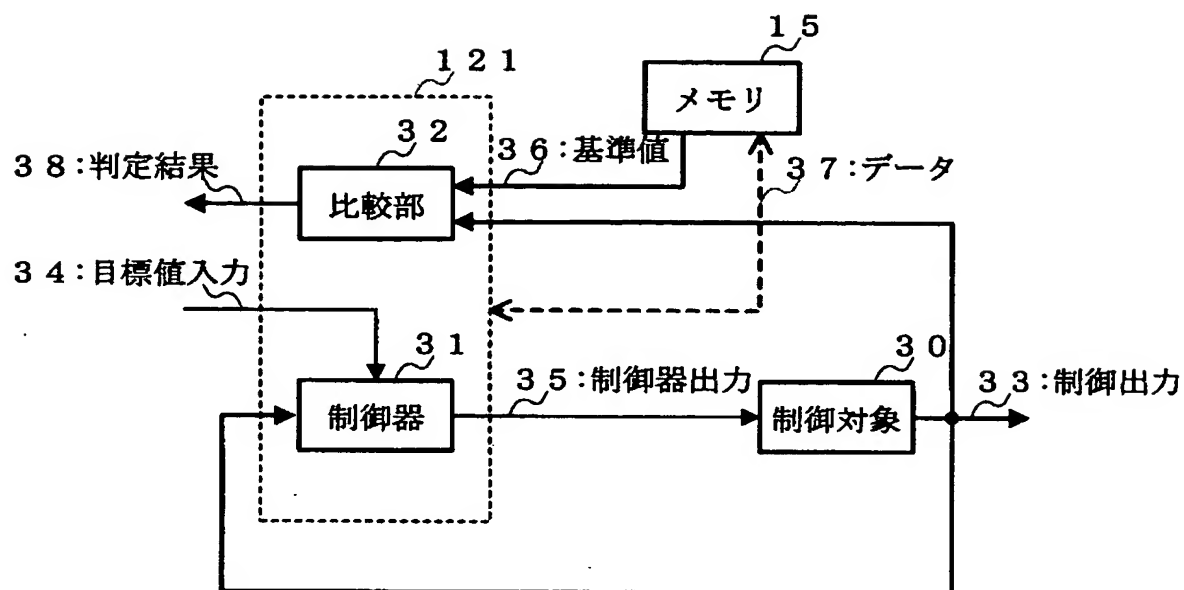 15
メモリ
121
32
36:基準値
37:データ
38:判定結果
比較部
34:目標値入力
31
35:制御器出力
30
33:制御出力
制御器
制御対象